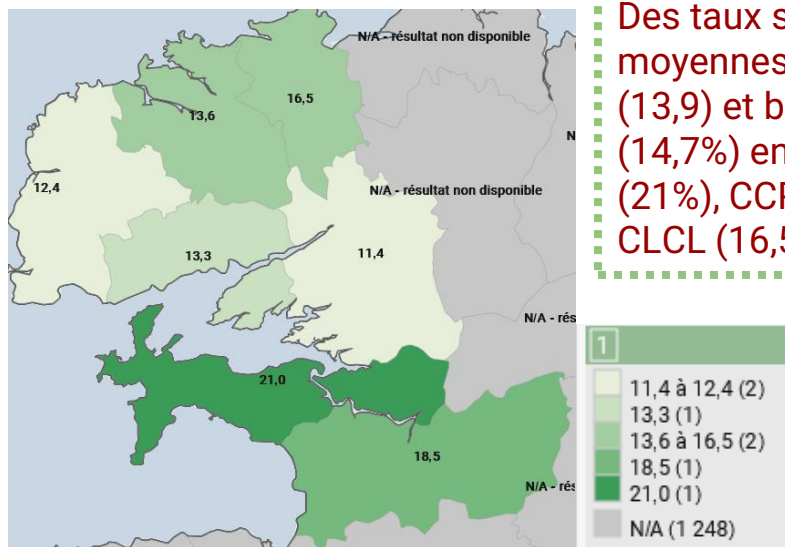 N/A - résultat non disponible
16,5
13,6
N
12,4
N/A - résultat non disponible
13,3
11,4
N/A - rés
21,0
18,5
N/A - rés
Des taux s
moyennes
(13,9) et b
(14,7%) en
(21%), CCP
CLCL (16,5
1
11,4 à 12,4 (2)
13,3 (1)
13,6 à 16,5 (2)
18,5 (1)
21,0 (1)
N/A (1 248)